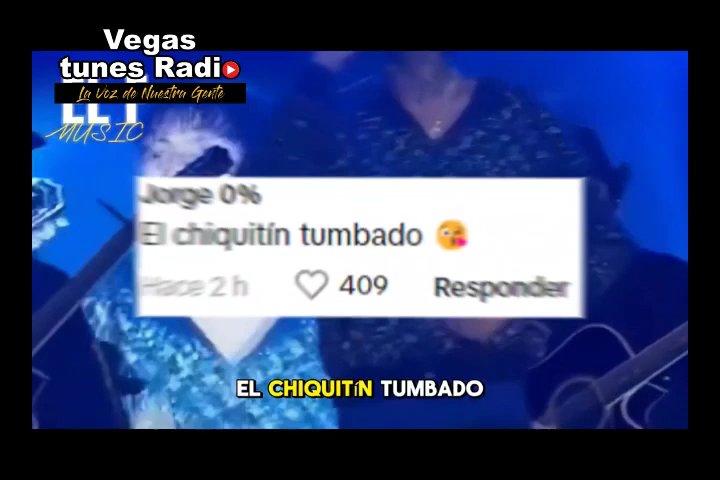 Vegas
tunes Radio
La Voz de Nuestra Gente
MUSIC
Jorge 0%
El chiquitín tumbado 😘
Hace 2 h
409
Responder
EL CHIQUITíN TUMBADO